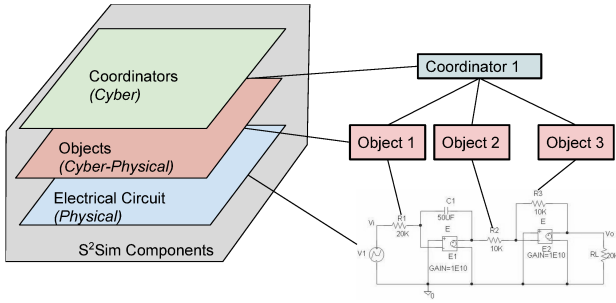 Coordinators
(Cyber)
Objects
(Cyber-Physical)
Electrical Circuit
(Physical)
S²Sim Components
Coordinator 1
Object 1
Object 2
Object 3
R3
10K
C1
50UF
R1
20K
Vi
V1
E
E1
GAIN=1E10
R2
10K
E
E2
GAIN=1E10
Vo
RL
20K
0